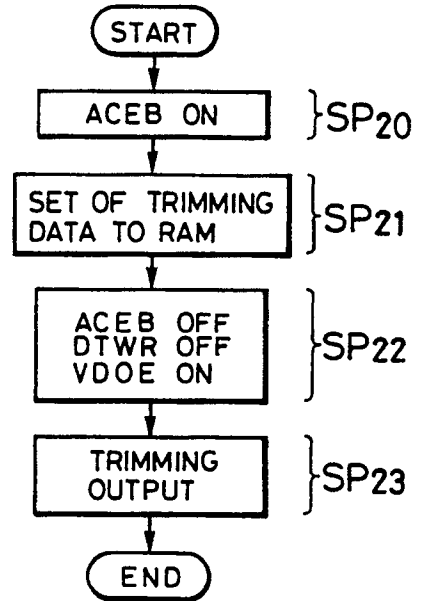 START
ACEB ON
SP20
SET OF TRIMMING
DATA TO RAM
SP21
ACEB OFF
DTWR OFF
VDOE ON
SP22
TRIMMING
OUTPUT
SP23
END